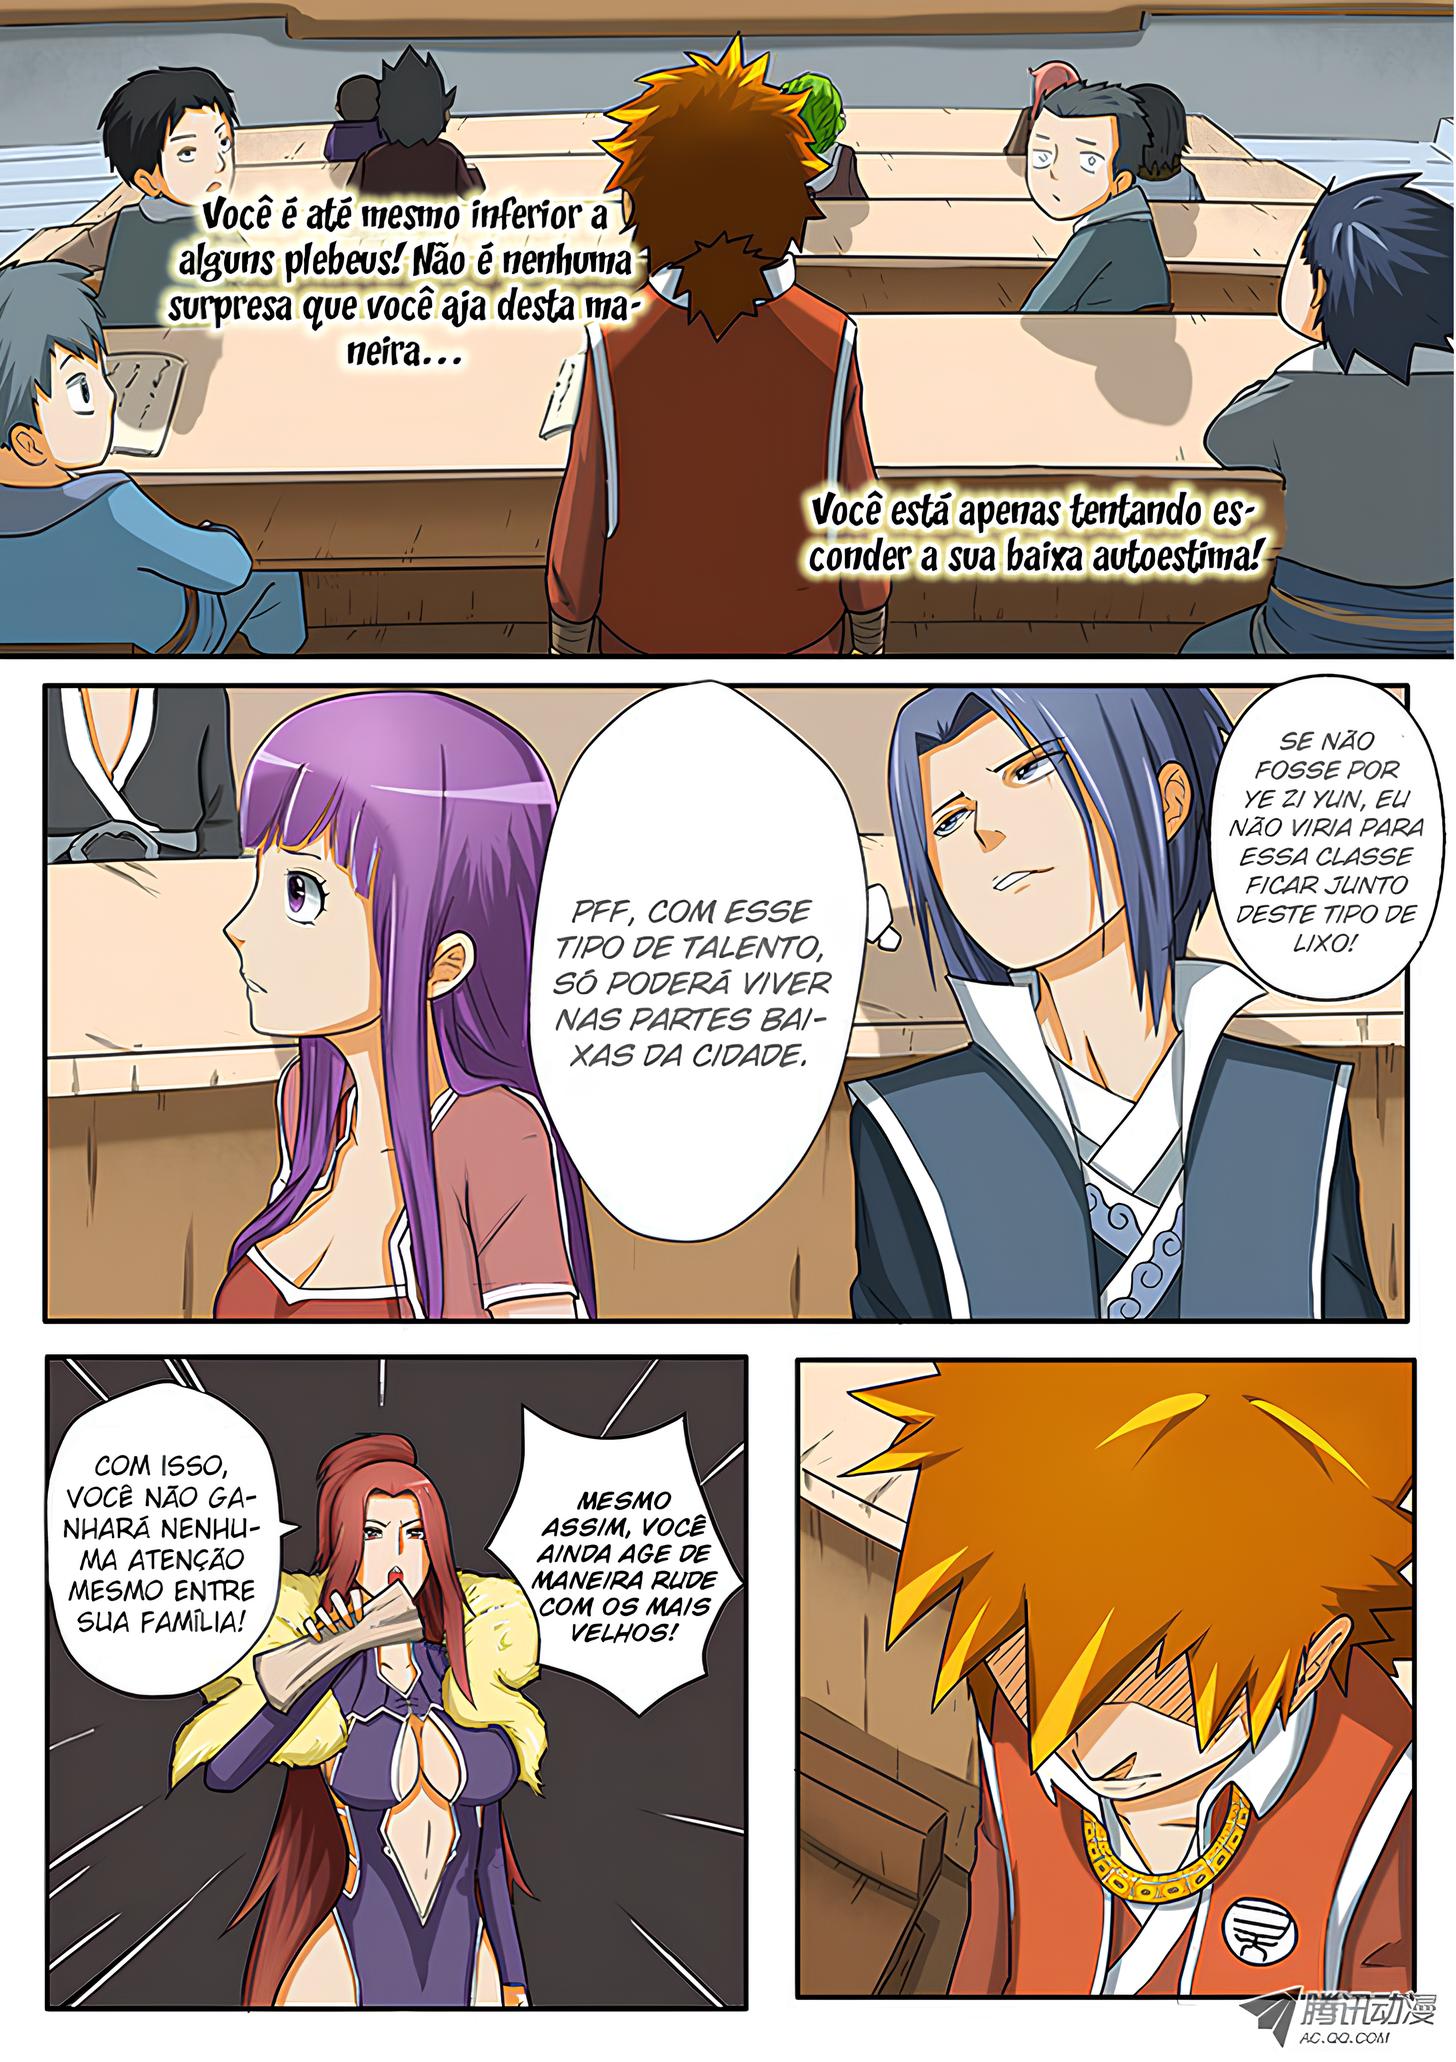 Você é até mesmo inferior a
alguns plebeus! Não é nenhuma
surpresa que você aja desta ma-
neira...
Você está apenas tentando es-
conder a sua baixa autoestima!
SE NÃO
FOSSE POR
YE ZI YUN, EU
NÃO VIRIA PARA
ESSA CLASSE
FICAR JUNTO
DESTE TIPO DE
LIXO!
PFF, COM ESSE
TIPO DE TALENTO,
SÓ PODERÁ VIVER
NAS PARTES BAI-
XAS DA CIDADE.
COM ISSO,
VOCÊ NÃO GA-
NHARÁ NENHU-
MA ATENÇÃO
MESMO ENTRE
SUA FAMÍLIA!
MESMO
ASSIM, VOCÊ
AINDA AGE DE
MANEIRA RUDE
COM OS MAIS
VELHOS!
腾讯动漫
AC.QQ.COM